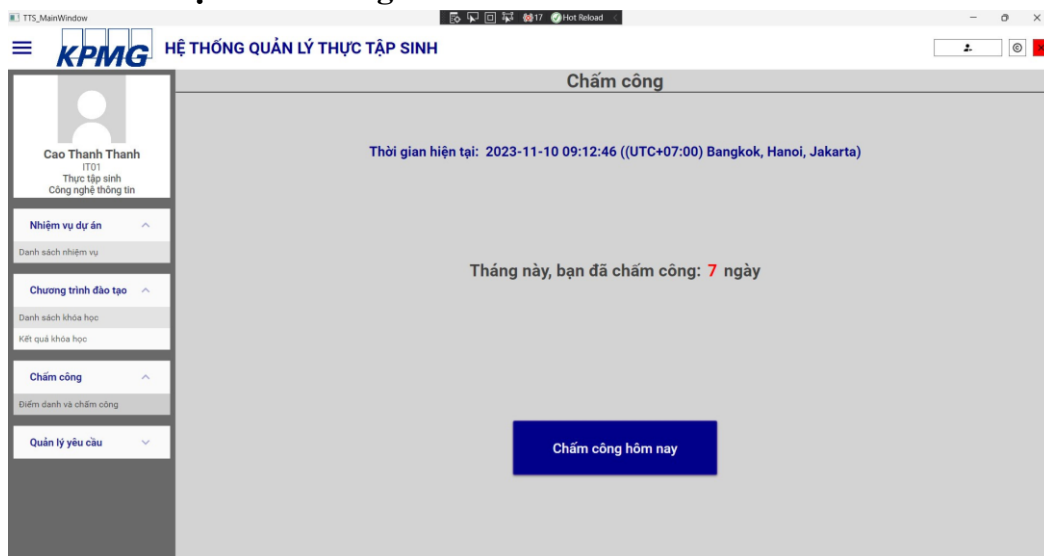 TTS_MainWindow
17 Hot Reload
KPMG HỆ THỐNG QUẢN LÝ THỰC TẬP SINH
Chấm công
Cao Thanh Thanh
IT01
Thực tập sinh
Công nghệ thông tin
Thời gian hiện tại: 2023-11-10 09:12:46 ((UTC+07:00) Bangkok, Hanoi, Jakarta)
Nhiệm vụ dự án
Danh sách nhiệm vụ
Tháng này, bạn đã chấm công: 7 ngày
Chương trình đào tạo
Danh sách khóa học
Kết quả khóa học
Chấm công
Điểm danh và chấm công
Quản lý yêu cầu
Chấm công hôm nay